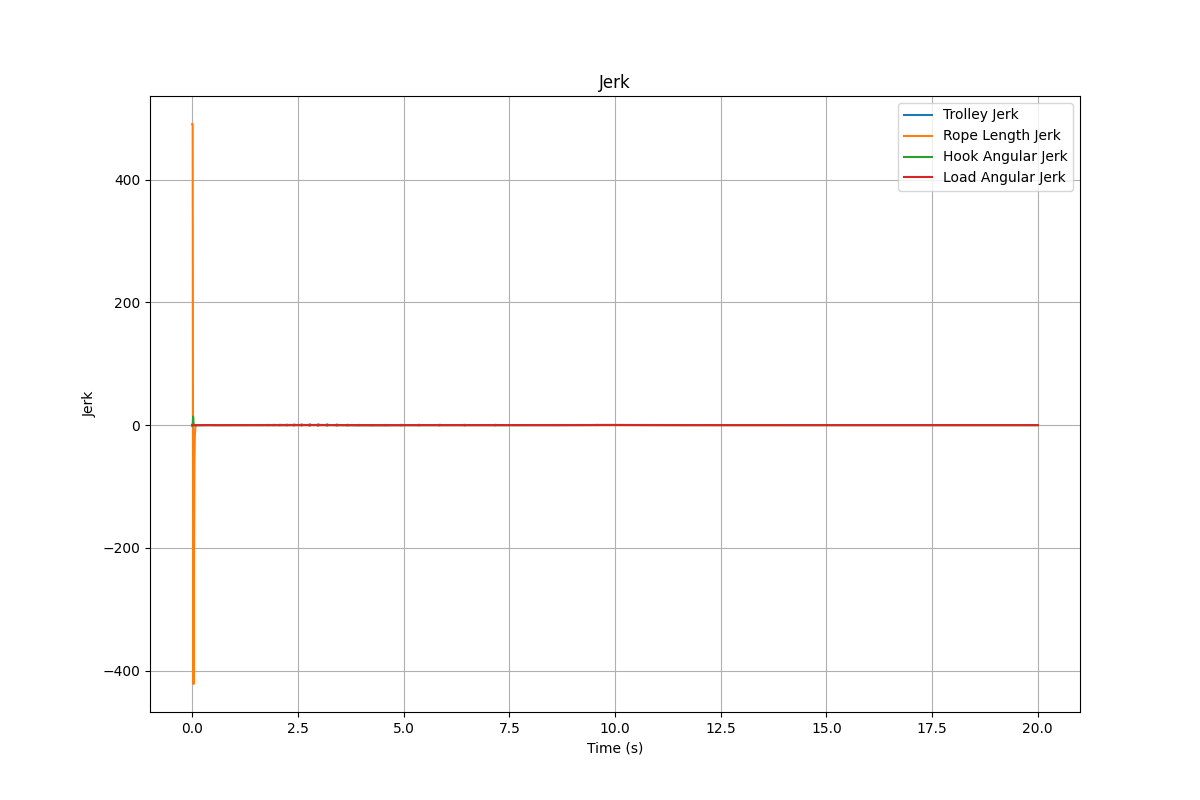 Jerk
Trolley Jerk
Rope Length Jerk
Hook Angular Jerk
Load Angular Jerk
400
200
0
−200
−400
Jerk
0.0 2.5 5.0 7.5 10.0 12.5 15.0 17.5 20.0
Time (s)